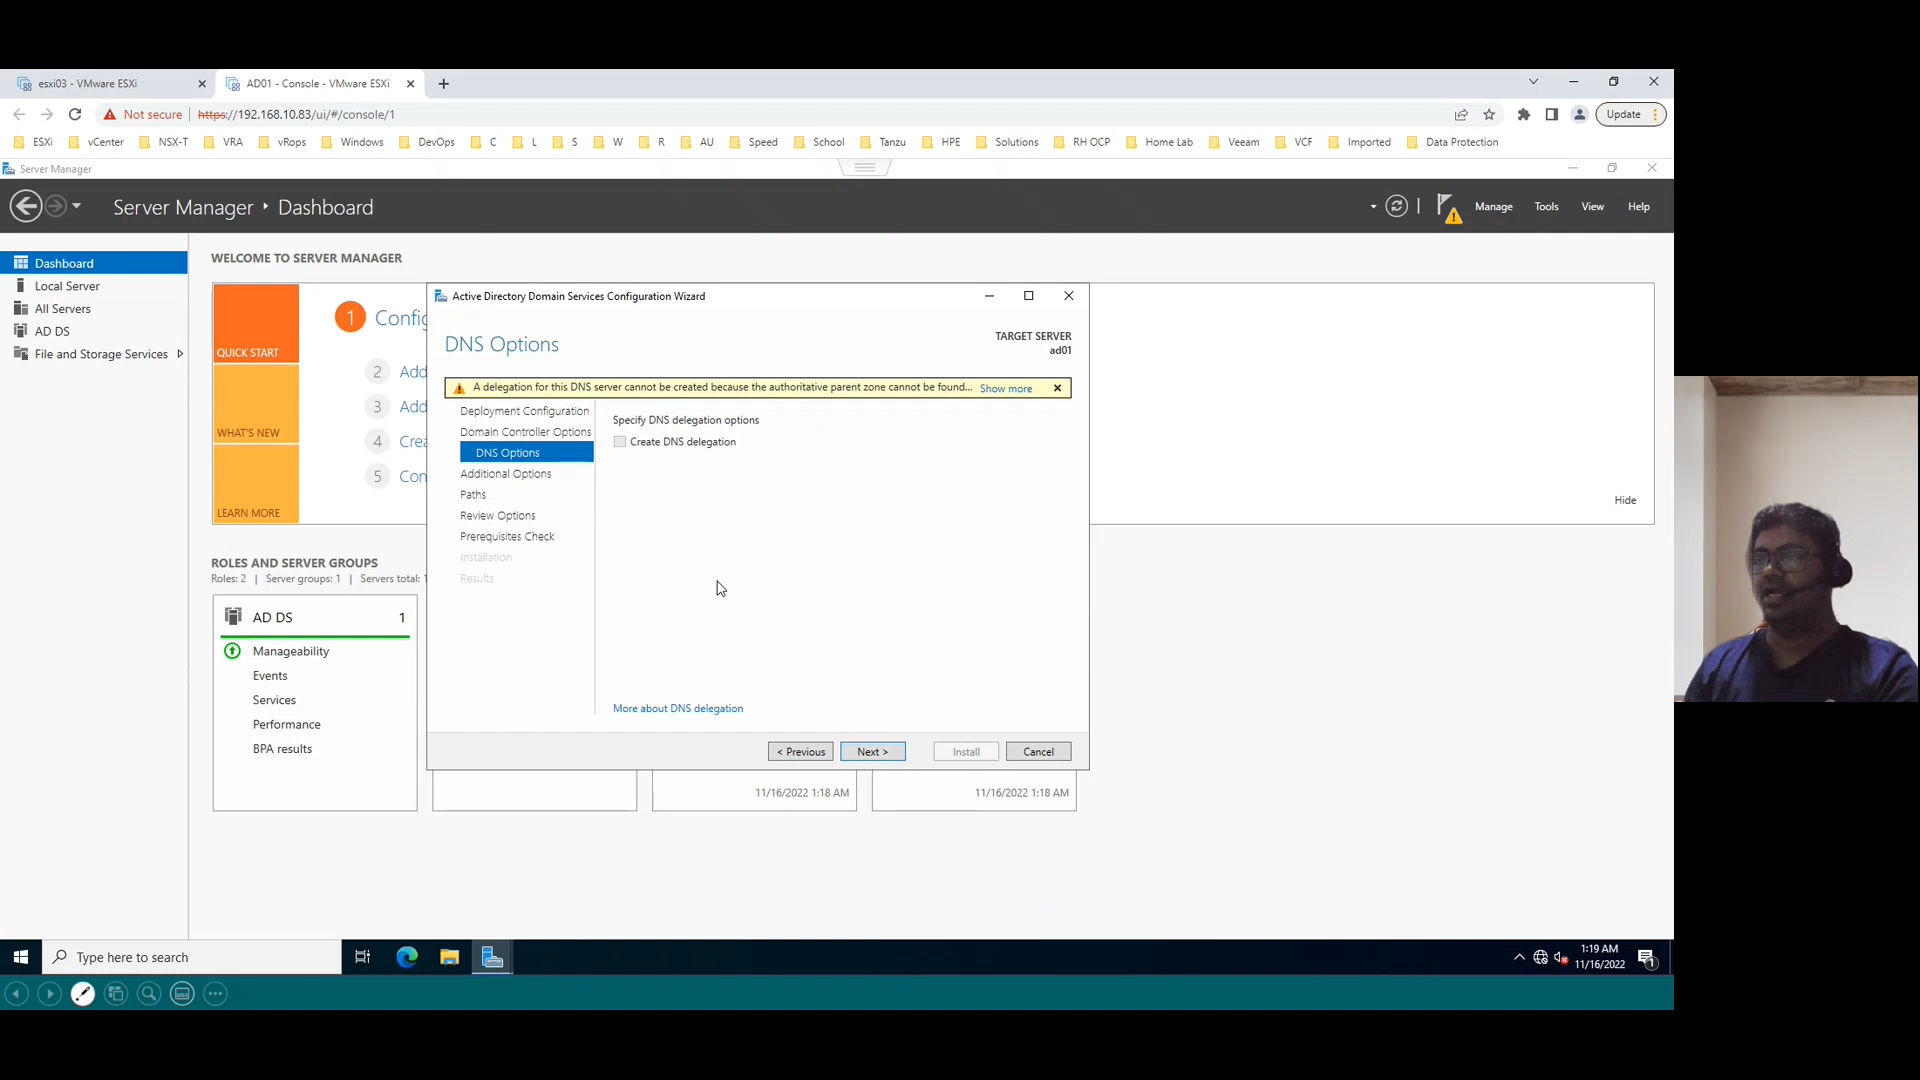 esxi03 - VMware ESXi
AD01 - Console - VMware ESXi
Not secure
https://192.168.10.83/ui/#/console/1
Update
ESXi
vCenter
NSX-T
VRA
vRops
Windows
DevOps
C
L
S
W
R
AU
Speed
School
Tanzu
HPE
Solutions
RH OCP
Home Lab
Veeam
VCF
Imported
Data Protection
Server Manager
Server Manager • Dashboard
Manage
Tools
View
Help
Dashboard
Local Server
All Servers
AD DS
File and Storage Services
WELCOME TO SERVER MANAGER
QUICK START
WHAT'S NEW
LEARN MORE
1 Config
2 Add
3 Add
4 Crea
5 Con
Hide
Active Directory Domain Services Configuration Wizard
DNS Options
TARGET SERVER
ad01
A delegation for this DNS server cannot be created because the authoritative parent zone cannot be found... Show more
Deployment Configuration
Domain Controller Options
DNS Options
Additional Options
Paths
Review Options
Prerequisites Check
Installation
Results
Specify DNS delegation options
Create DNS delegation
More about DNS delegation
< Previous
Next >
Install
Cancel
ROLES AND SERVER GROUPS
Roles: 2 | Server groups: 1 | Servers total: 1
AD DS 1
Manageability
Events
Services
Performance
BPA results
11/16/2022 1:18 AM
11/16/2022 1:18 AM
Type here to search
1:19 AM
11/16/2022
1